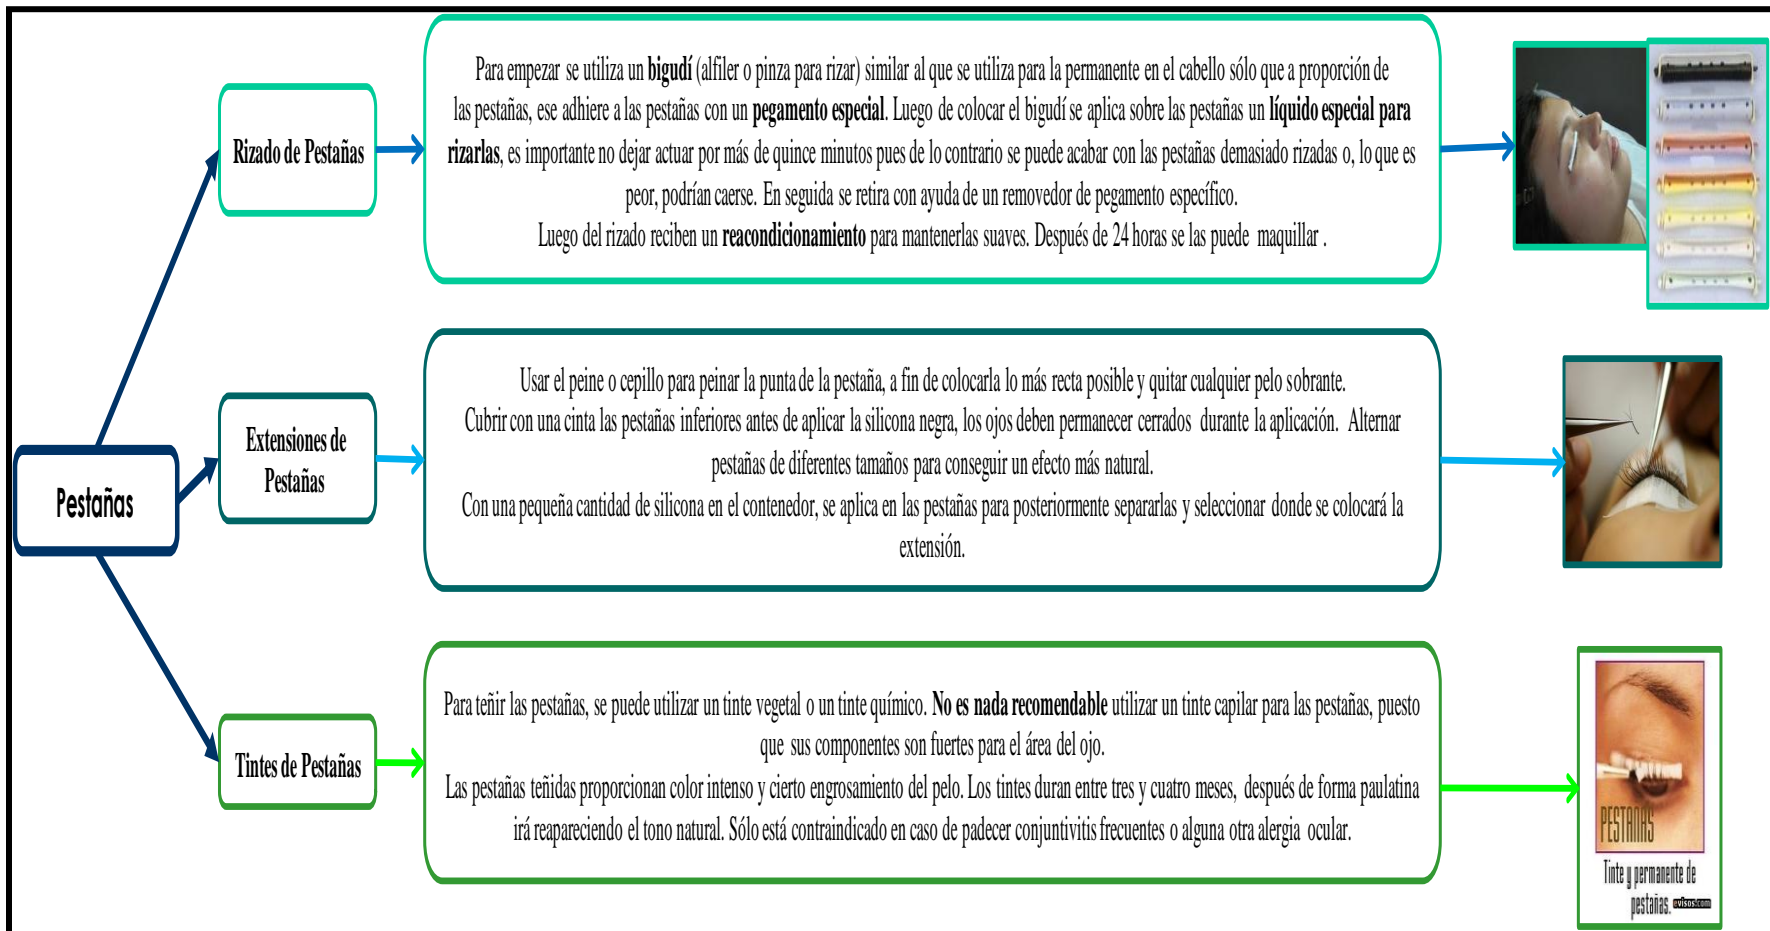 Pestañas
Rizado de Pestañas
Para empezar se utiliza un bigudí (alfiler o pinza para rizar) similar al que se utiliza para la permanente en el cabello sólo que a proporción de
las pestañas, ese adhiere a las pestañas con un pegamento especial. Luego de colocar el bigudí se aplica sobre las pestañas un líquido especial para
rizarlas, es importante no dejar actuar por más de quince minutos pues de lo contrario se puede acabar con las pestañas demasiado rizadas o, lo que es
peor, podrían caerse. En seguida se retira con ayuda de un removedor de pegamento específico.
Luego del rizado reciben un reacondicionamiento para mantenerlas suaves. Después de 24 horas se las puede maquillar .
Extensiones de
Pestañas
Usar el peine o cepillo para peinar la punta de la pestaña, a fin de colocarla lo más recta posible y quitar cualquier pelo sobrante.
Cubrir con una cinta las pestañas inferiores antes de aplicar la silicona negra, los ojos deben permanecer cerrados durante la aplicación. Alternar
pestañas de diferentes tamaños para conseguir un efecto más natural.
Con una pequeña cantidad de silicona en el contenedor, se aplica en las pestañas para posteriormente separarlas y seleccionar donde se colocará la
extensión.
Tintes de Pestañas
Para teñir las pestañas, se puede utilizar un tinte vegetal o un tinte químico. No es nada recomendable utilizar un tinte capilar para las pestañas, puesto
que sus componentes son fuertes para el área del ojo.
Las pestañas teñidas proporcionan color intenso y cierto engrosamiento del pelo. Los tintes duran entre tres y cuatro meses, después de forma paulatina
irá reapareciendo el tono natural. Sólo está contraindicado en caso de padecer conjuntivitis frecuentes o alguna otra alergia ocular.
PESTAÑAS
Tinte y permanente de
pestañas. evisos.com